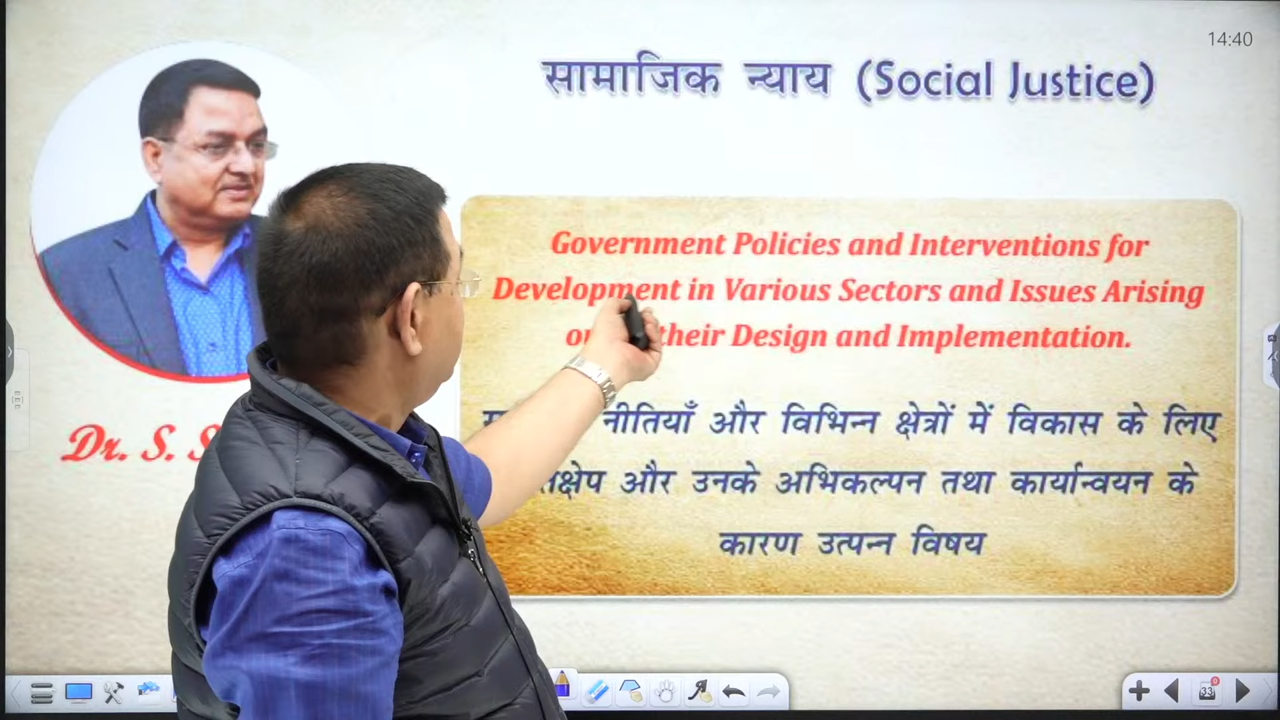 14:40
सामाजिक न्याय (Social Justice)
Government Policies and Interventions for
Development in Various Sectors and Issues Arising
their Design and Implementation.
नीतियाँ और विभिन्न क्षेत्रों में विकास के लिए
और उनके अभिकल्पन तथा कार्यान्वयन के
कारण उत्पन्न विषय
Dr. S. S
33